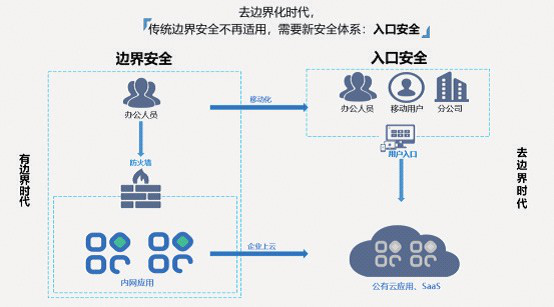 去边界化时代，
传统边界安全不再适用，需要新安全体系：入口安全
边界安全
入口安全
办公人员
移动化
办公人员
移动用户
分公司
防火墙
用户入口
有边界时代
去边界时代
企业上云
内网应用
公有云应用、SaaS